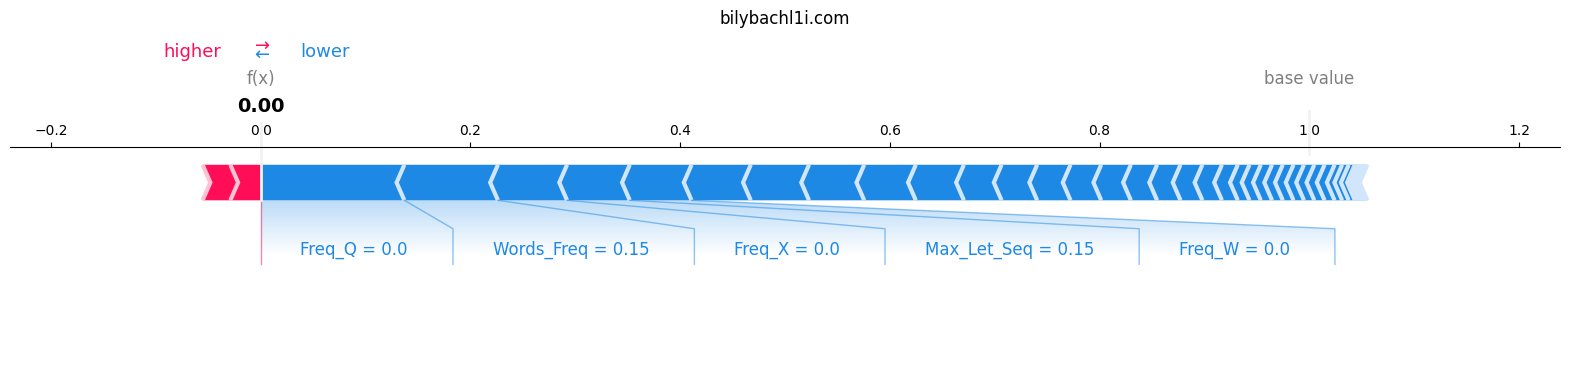 bilybachl1i.com
higher ⇄ lower
f(x) base value
0.00
−0.2 0.0 0.2 0.4 0.6 0.8 1.0 1.2
Freq_Q = 0.0 Words_Freq = 0.15 Freq_X = 0.0 Max_Let_Seq = 0.15 Freq_W = 0.0